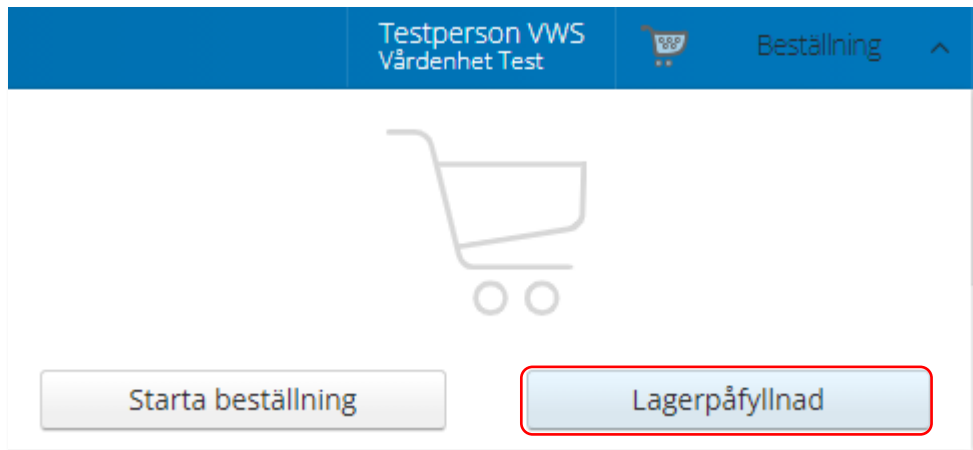 Testperson VWS
Vårdenhet Test
Beställning
Starta beställning
Lagerpåfyllnad